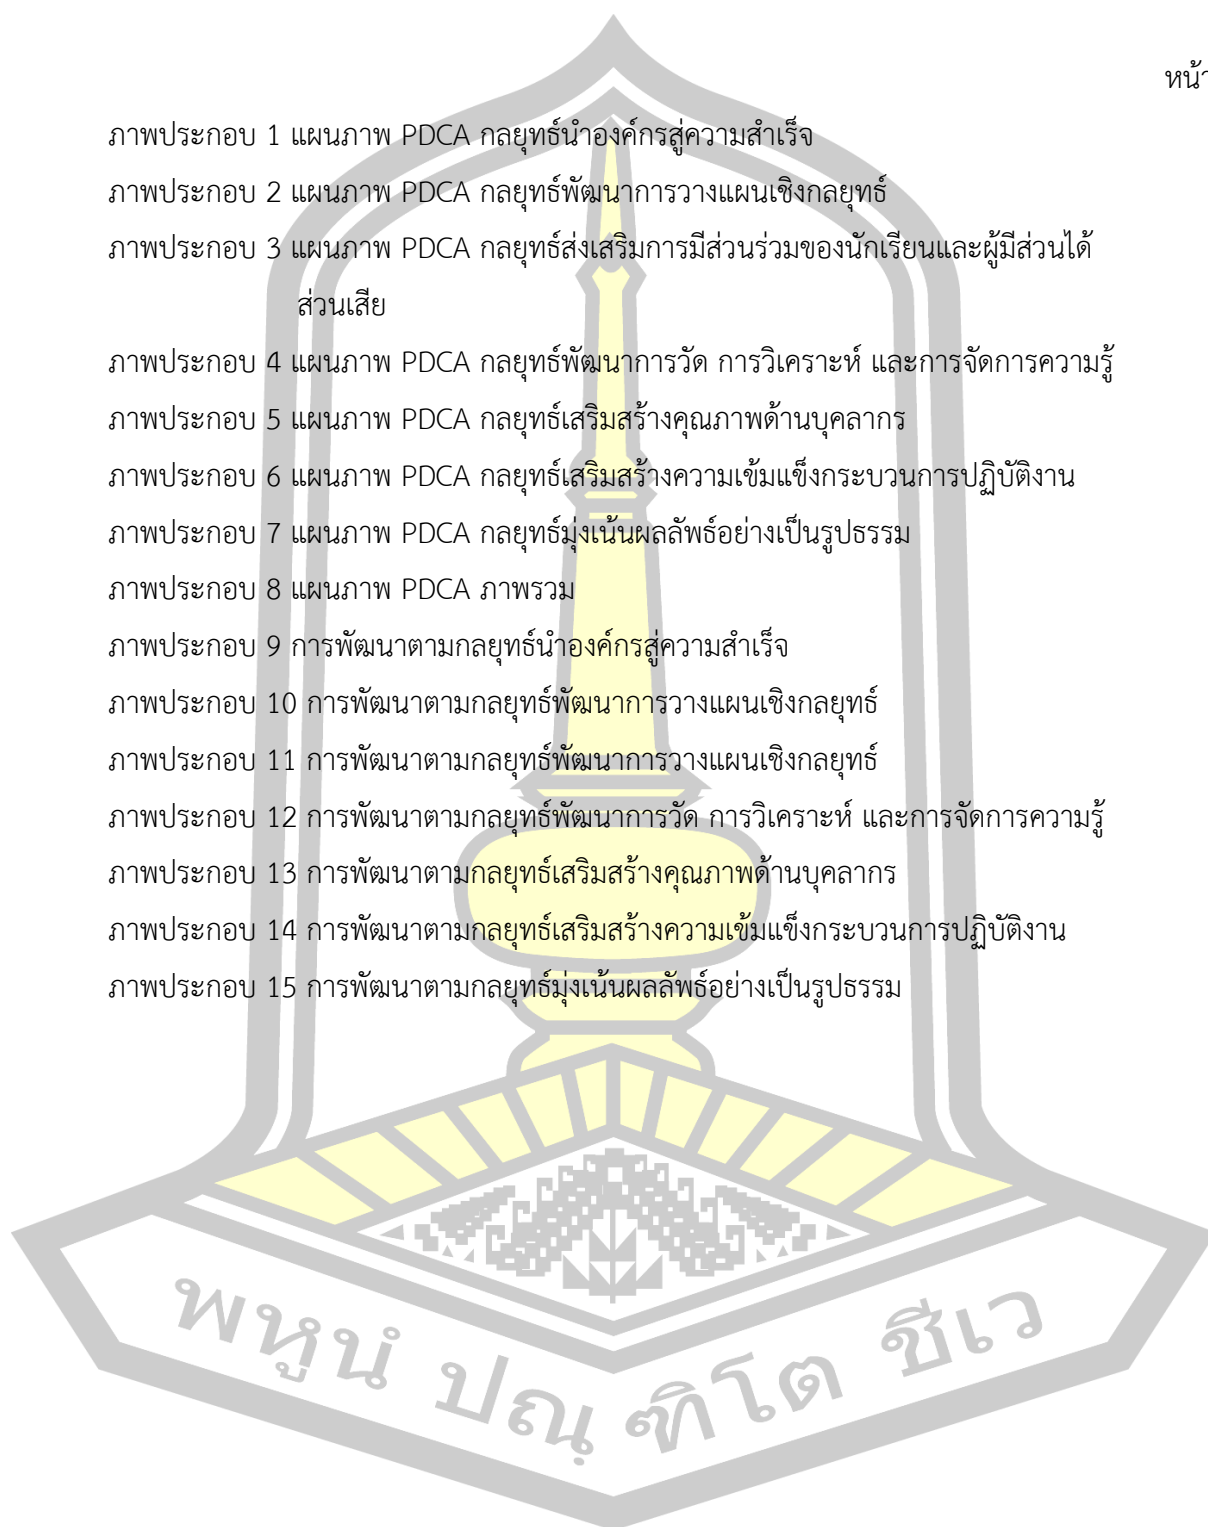 หน้า
ภาพประกอบ 1 แผนภาพ PDCA กลยุทธ์นำองค์กรสู่ความสำเร็จ
ภาพประกอบ 2 แผนภาพ PDCA กลยุทธ์พัฒนาการวางแผนเชิงกลยุทธ์
ภาพประกอบ 3 แผนภาพ PDCA กลยุทธ์ส่งเสริมการมีส่วนร่วมของนักเรียนและผู้มีส่วนได้
ส่วนเสีย
ภาพประกอบ 4 แผนภาพ PDCA กลยุทธ์พัฒนาการวัด การวิเคราะห์ และการจัดการความรู้
ภาพประกอบ 5 แผนภาพ PDCA กลยุทธ์เสริมสร้างคุณภาพด้านบุคลากร
ภาพประกอบ 6 แผนภาพ PDCA กลยุทธ์เสริมสร้างความเข้มแข็งกระบวนการปฏิบัติงาน
ภาพประกอบ 7 แผนภาพ PDCA กลยุทธ์มุ่งเน้นผลลัพธ์อย่างเป็นรูปธรรม
ภาพประกอบ 8 แผนภาพ PDCA ภาพรวม
ภาพประกอบ 9 การพัฒนาตามกลยุทธ์นำองค์กรสู่ความสำเร็จ
ภาพประกอบ 10 การพัฒนาตามกลยุทธ์พัฒนาการวางแผนเชิงกลยุทธ์
ภาพประกอบ 11 การพัฒนาตามกลยุทธ์พัฒนาการวางแผนเชิงกลยุทธ์
ภาพประกอบ 12 การพัฒนาตามกลยุทธ์พัฒนาการวัด การวิเคราะห์ และการจัดการความรู้
ภาพประกอบ 13 การพัฒนาตามกลยุทธ์เสริมสร้างคุณภาพด้านบุคลากร
ภาพประกอบ 14 การพัฒนาตามกลยุทธ์เสริมสร้างความเข้มแข็งกระบวนการปฏิบัติงาน
ภาพประกอบ 15 การพัฒนาตามกลยุทธ์มุ่งเน้นผลลัพธ์อย่างเป็นรูปธรรม
พหูนํ ปณฺ ฑิโต ชีเว